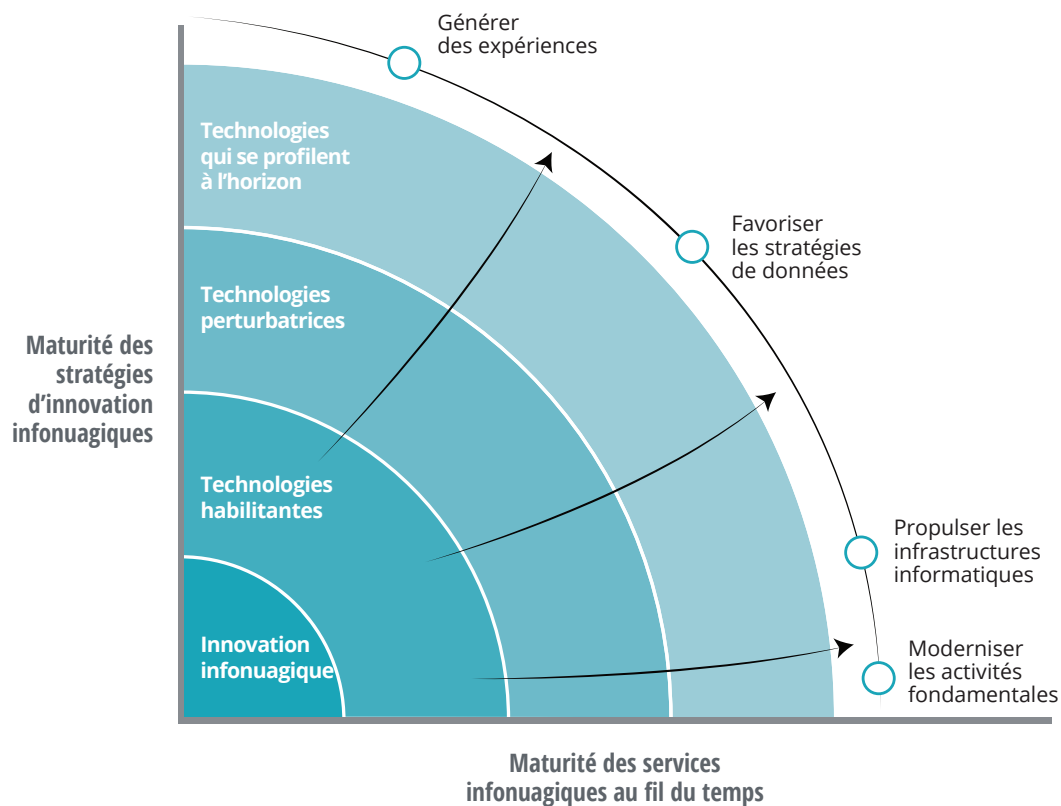 Générer
des expériences
Technologies
qui se profilent
à l’horizon
Favoriser
les stratégies
de données
Technologies
perturbatrices
Maturité des
stratégies
d’innovation
infonuagiques
Technologies
habilitantes
Propulser les
infrastructures
informatiques
Innovation
infonuagique
Moderniser
les activités
fondamentales
Maturité des services
infonuagiques au fil du temps